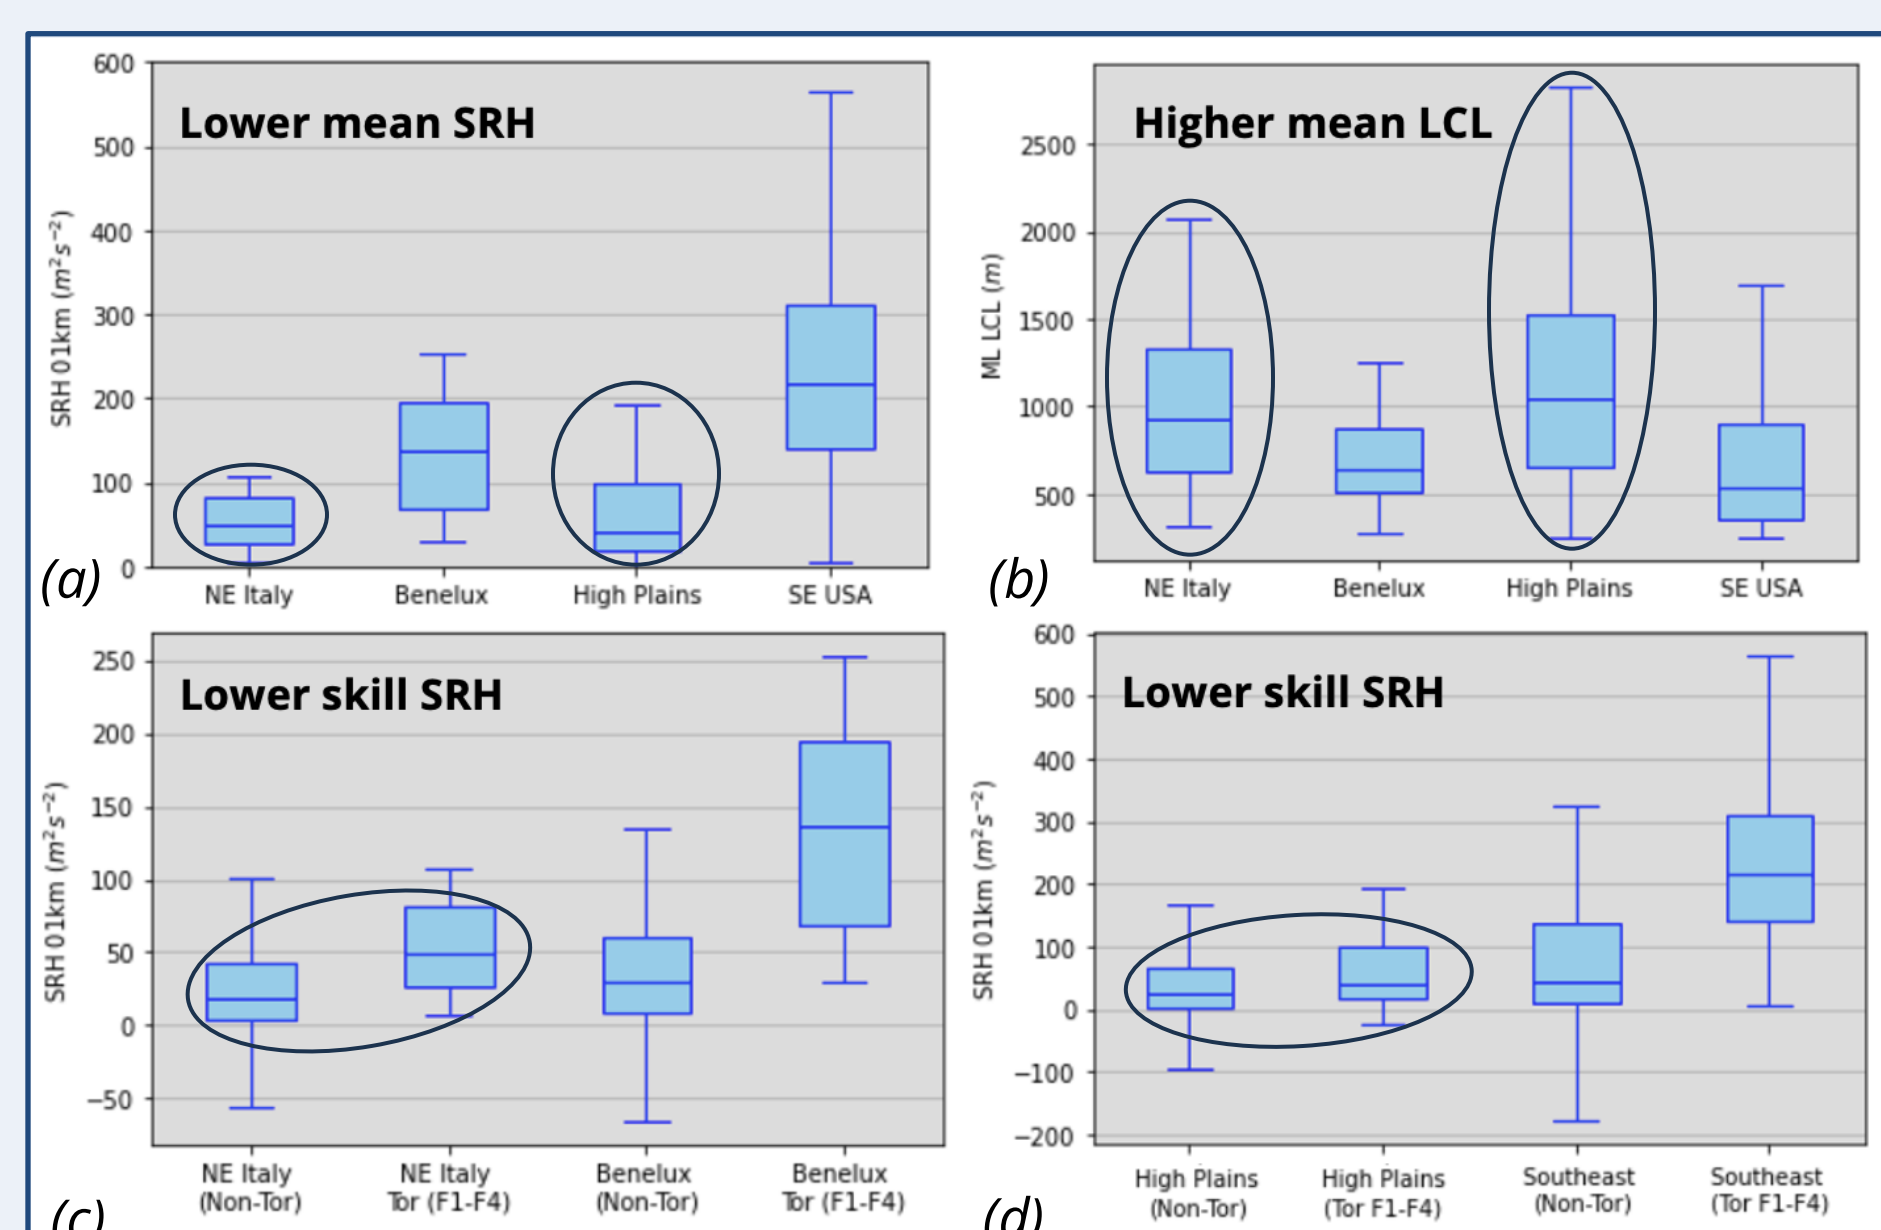 Lower mean SRH
600
500
400
300
200
100
0
SRH 01km (m²s⁻²)
NE Italy
Benelux
High Plains
SE USA
(a)
Higher mean LCL
2500
2000
1500
1000
500
ML LCL (m)
NE Italy
Benelux
High Plains
SE USA
(b)
Lower skill SRH
250
200
150
100
50
0
−50
SRH 01km (m²s⁻²)
NE Italy
(Non-Tor)
NE Italy
Tor (F1-F4)
Benelux
(Non-Tor)
Benelux
Tor (F1-F4)
(c)
Lower skill SRH
600
500
400
300
200
100
0
−100
−200
SRH 01km (m²s⁻²)
High Plains
(Non-Tor)
High Plains
(Tor F1-F4)
Southeast
(Non-Tor)
Southeast
(Tor F1-F4)
(d)